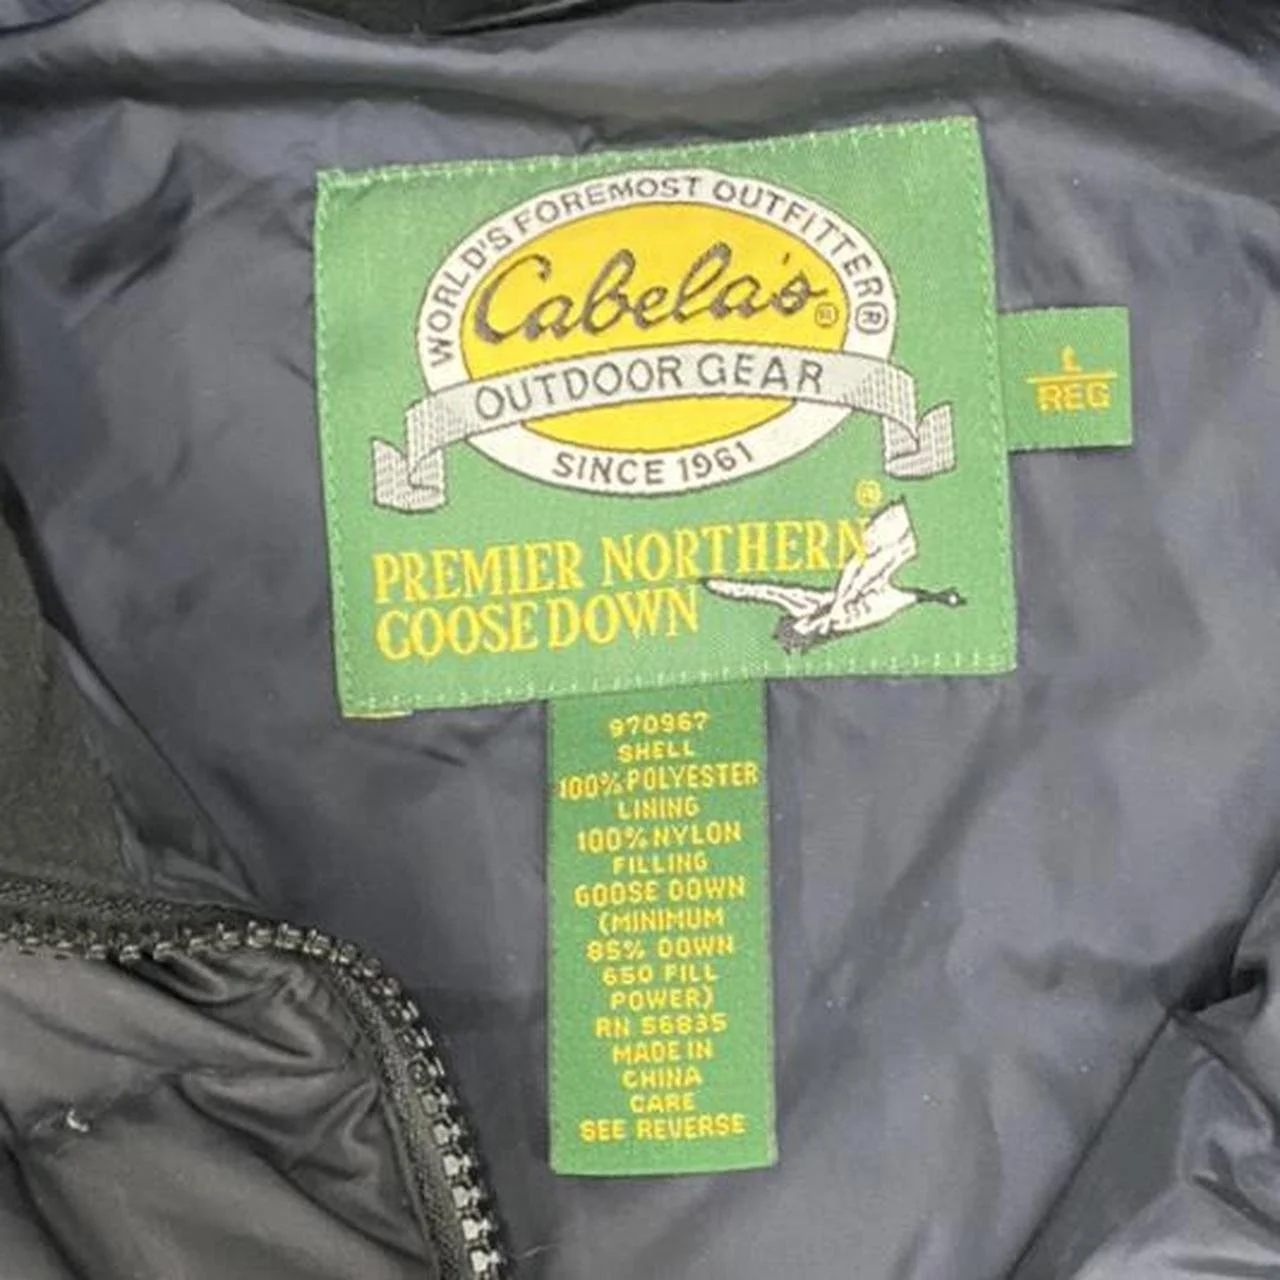 WORLD'S FOREMOST OUTFITTER®
Cabela's®
OUTDOOR GEAR
SINCE 1961
PREMIER NORTHERN®
GOOSE DOWN
L
REG
970967
SHELL
100% POLYESTER
LINING
100% NYLON
FILLING
GOOSE DOWN
(MINIMUM
85% DOWN
650 FILL
POWER)
RN 56835
MADE IN
CHINA
CARE
SEE REVERSE